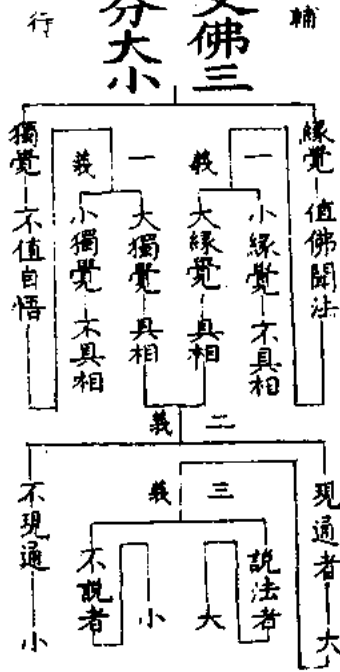 輔
佛三
分大小
行
緣覺
值佛聞法
一義
小緣覺
不具相
大緣覺
具相
一義
大獨覺
具相
小獨覺
不具相
獨覺
不值自悟
二義
現通者
大
三義
說法者
大
不說者
小
不現通
小